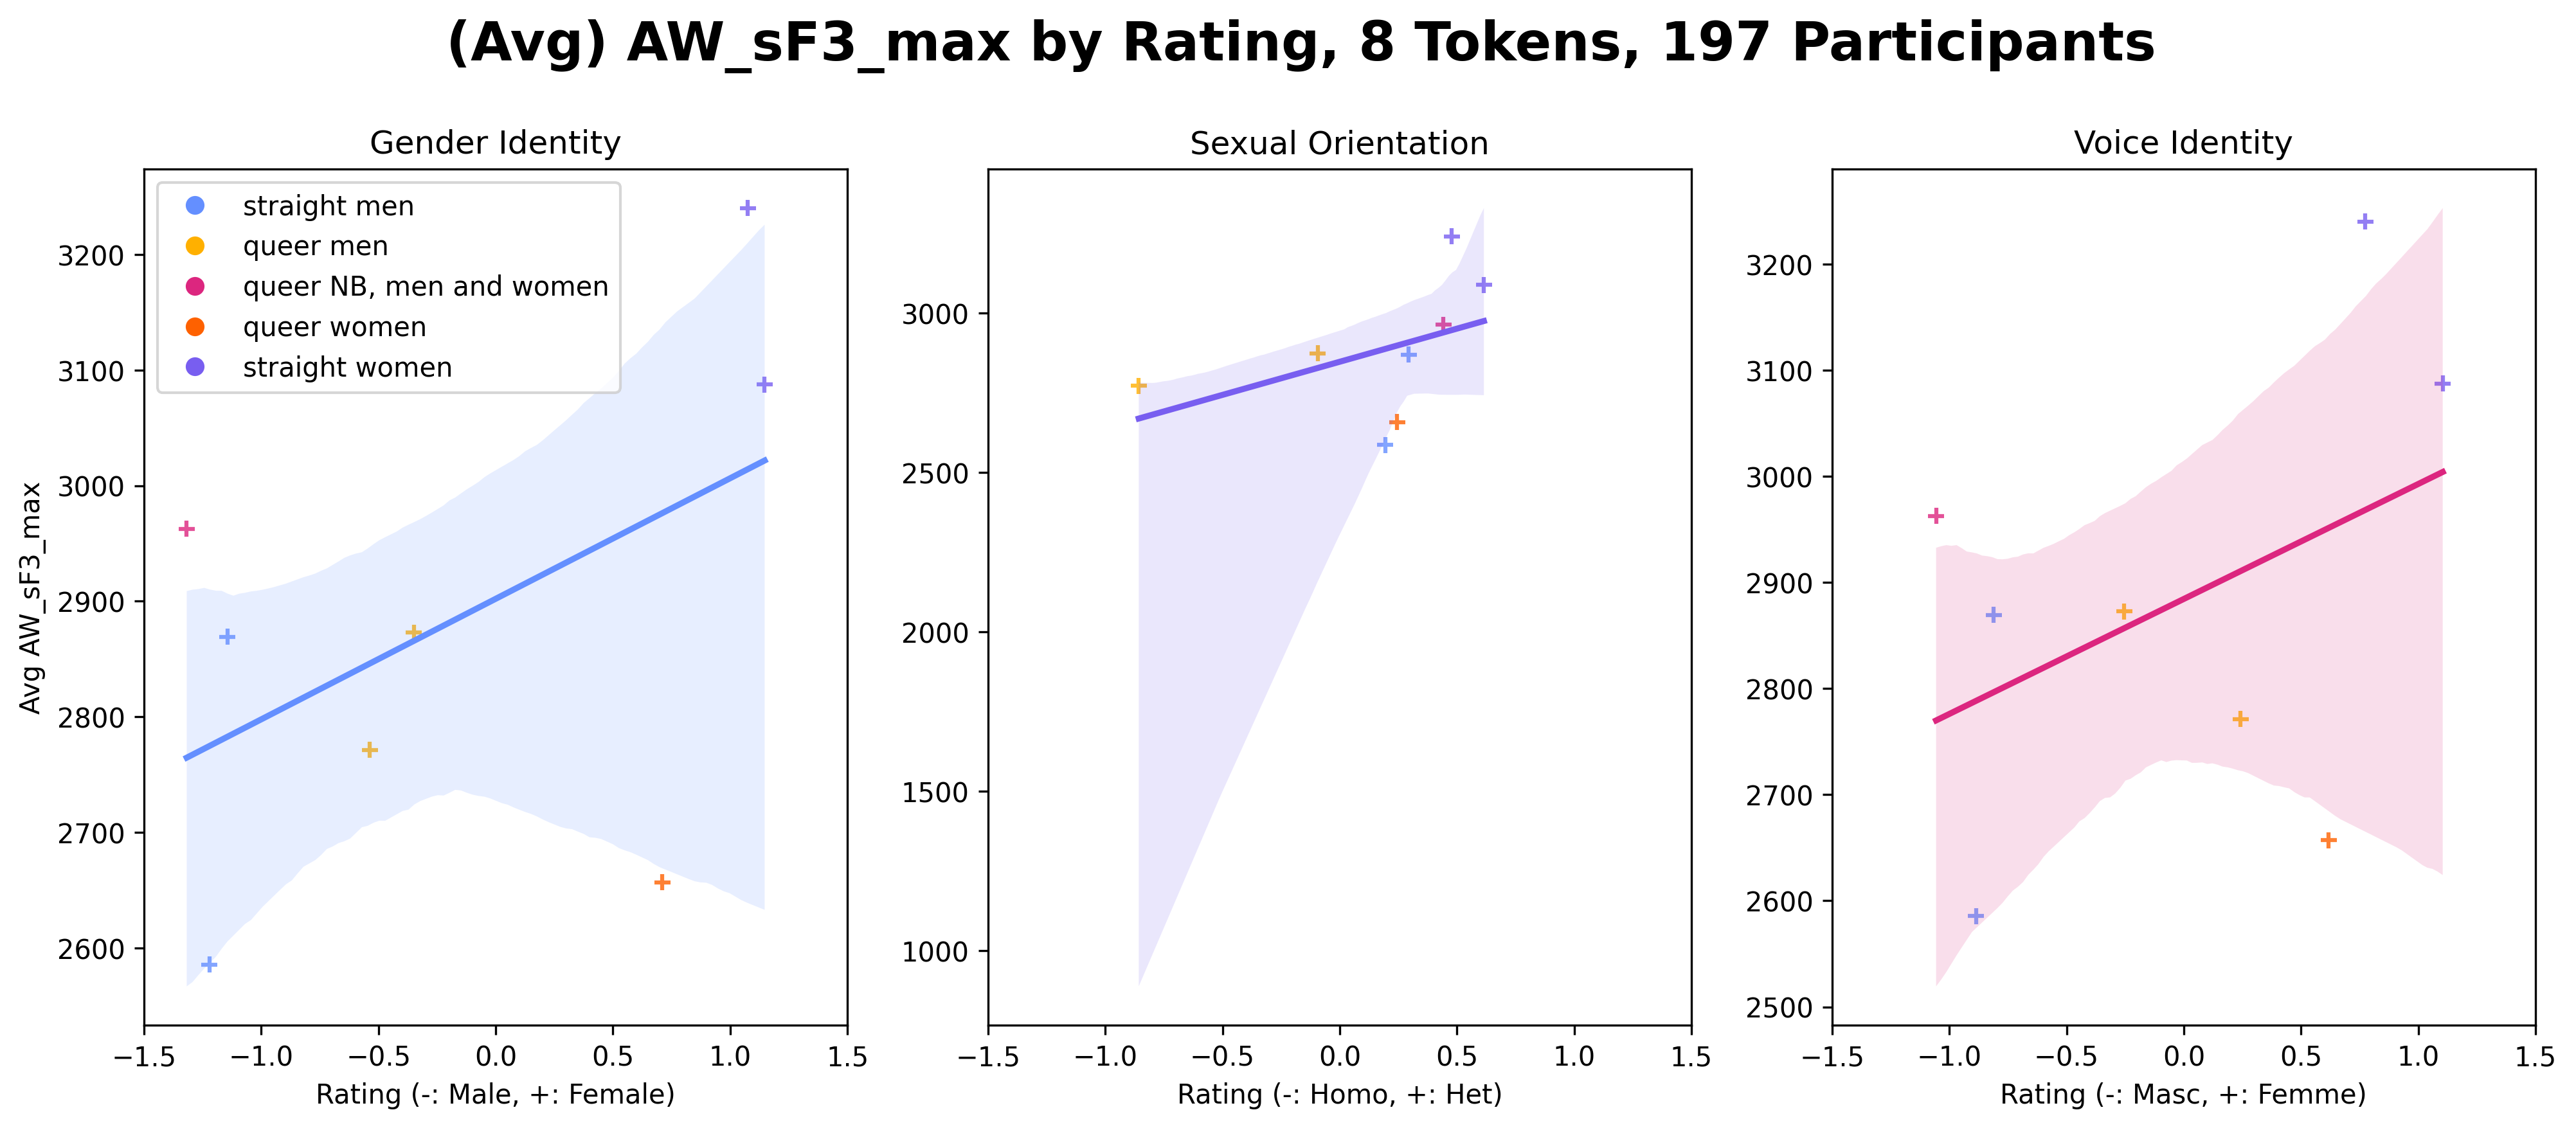 (Avg) AW_sF3_max by Rating, 8 Tokens, 197 Participants
Gender Identity
straight men
queer men
queer NB, men and women
queer women
straight women
Avg AW_sF3_max
3200
3100
3000
2900
2800
2700
2600
−1.5 −1.0 −0.5 0.0 0.5 1.0 1.5
Rating (-: Male, +: Female)
Sexual Orientation
3000
2500
2000
1500
1000
−1.5 −1.0 −0.5 0.0 0.5 1.0 1.5
Rating (-: Homo, +: Het)
Voice Identity
3200
3100
3000
2900
2800
2700
2600
2500
−1.5 −1.0 −0.5 0.0 0.5 1.0 1.5
Rating (-: Masc, +: Femme)